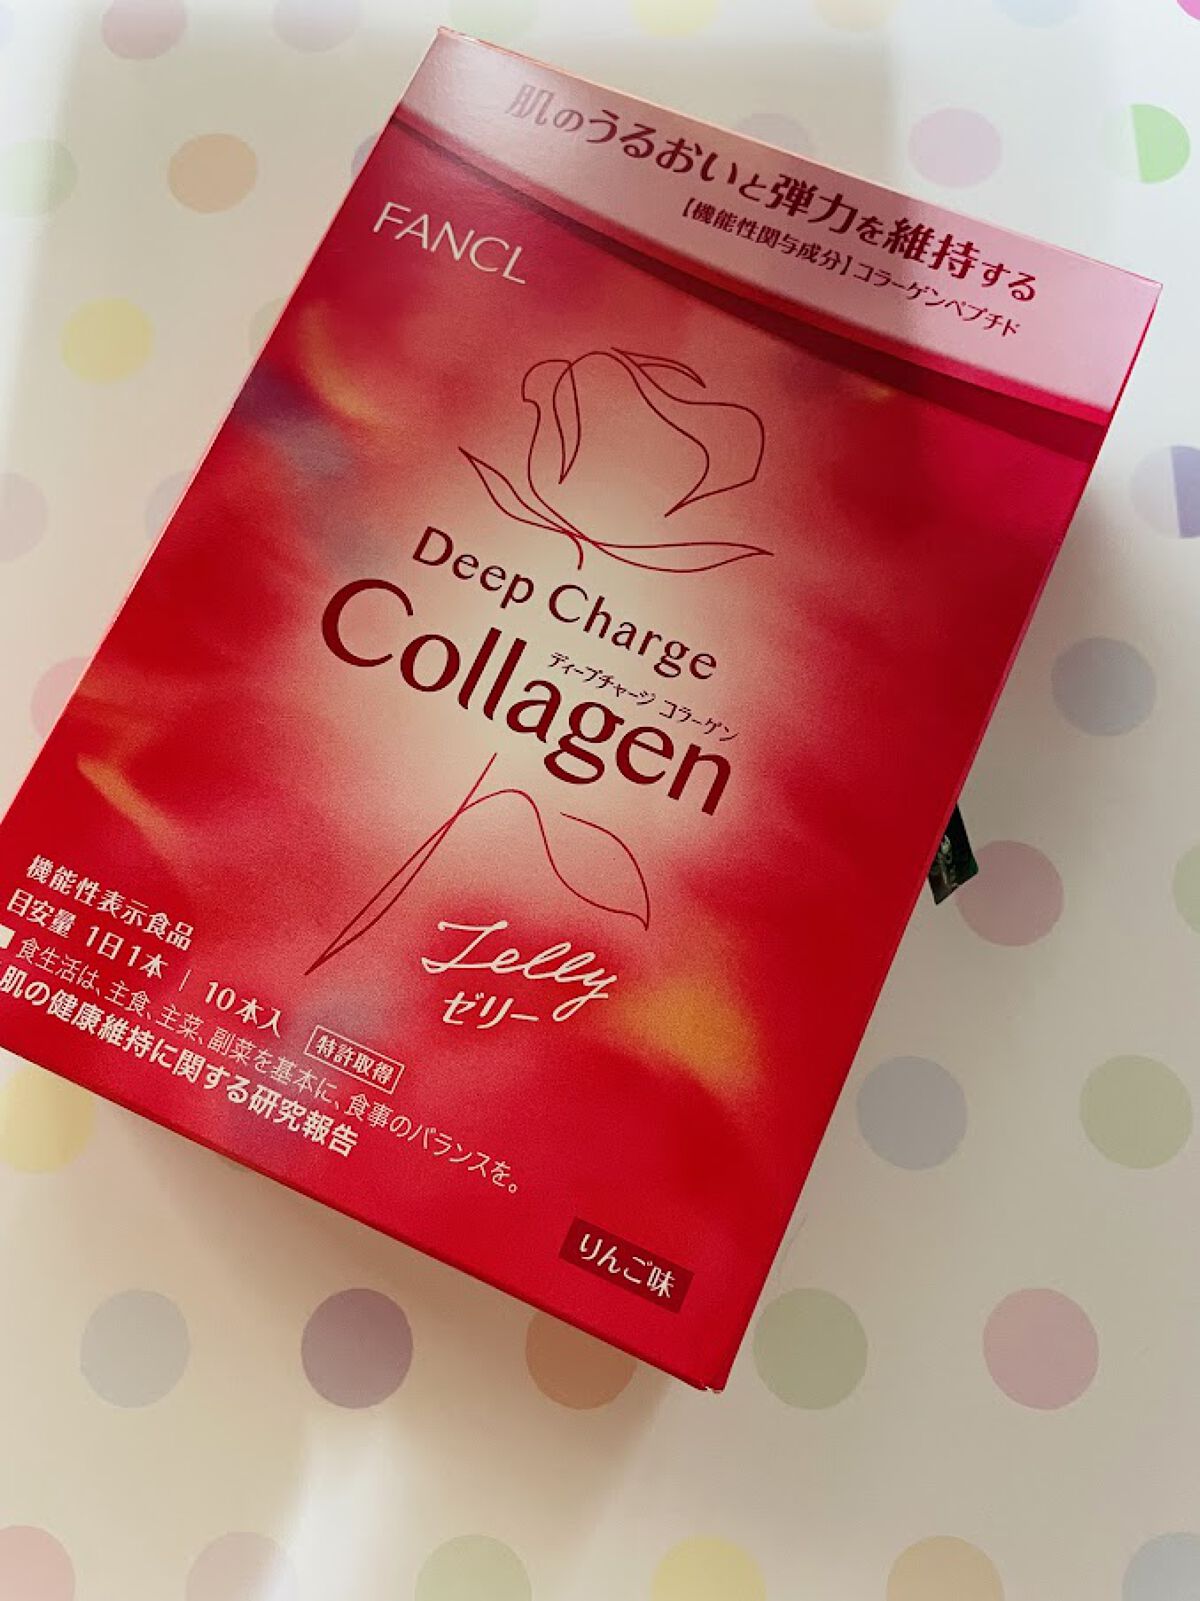 肌のうるおいと弾力を維持する
【機能性関与成分】コラーゲンペプチド
FANCL
Deep Charge
Collagen
ディープチャージ コラーゲン
Jelly
ゼリー
機能性表示食品
目安量 1日1本 | 10本入
特許取得
食生活は、主食、主菜、副菜を基本に、食事のバランスを。
肌の健康維持に関する研究報告
りんご味